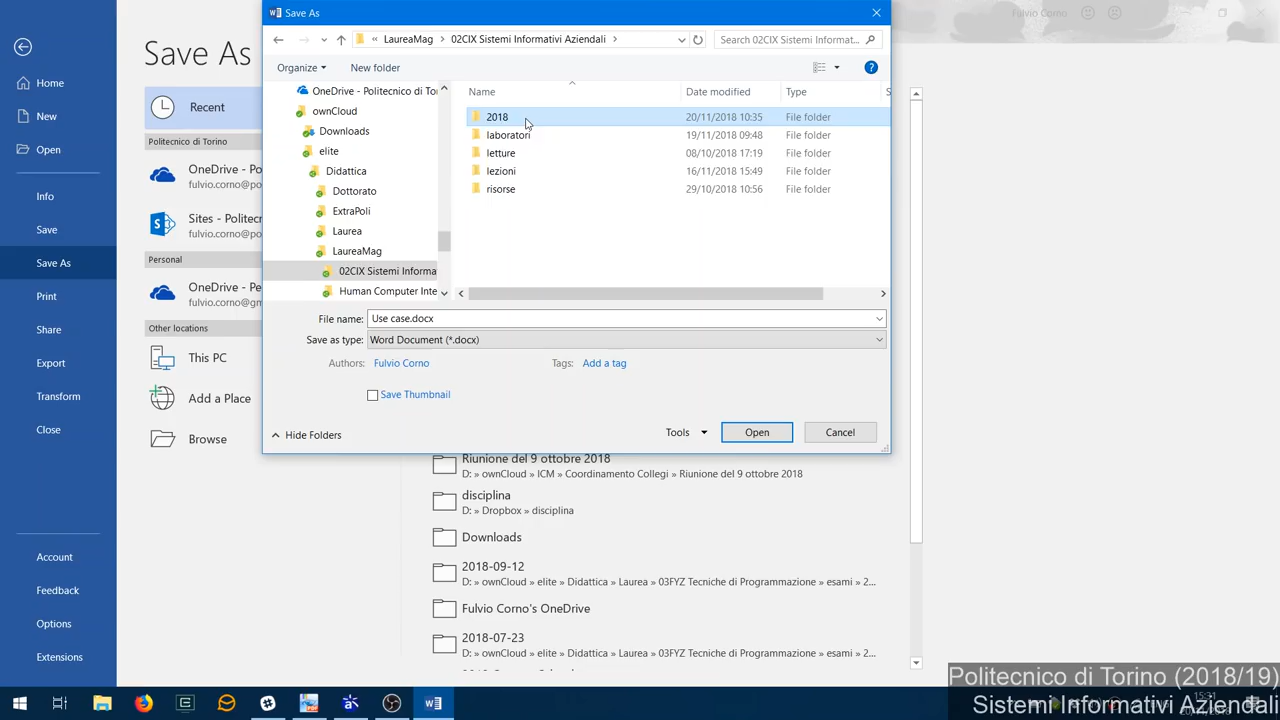 Save As
Fulvio Corno
Save As
Home
New
Open
Info
Save
Save As
Print
Share
Export
Transform
Close
Account
Feedback
Options
Extensions
Recent
Politecnico di Torino
OneDrive - Po
fulvio.corno@po
Sites - Politec
fulvio.corno@po
Personal
OneDrive - Pe
fulvio.corno@gm
Other locations
This PC
Add a Place
Browse
« LaureaMag > 02CIX Sistemi Informativi Aziendali >
Search 02CIX Sistemi Informat...
Organize
New folder
OneDrive - Politecnico di To
ownCloud
Downloads
elite
Didattica
Dottorato
ExtraPoli
Laurea
LaureaMag
02CIX Sistemi Informa
Human Computer Inte
Name Date modified Type S
2018 20/11/2018 10:35 File folder
laboratori 19/11/2018 09:48 File folder
letture 08/10/2018 17:19 File folder
lezioni 16/11/2018 15:49 File folder
risorse 29/10/2018 10:56 File folder
File name: Use case.docx
Save as type: Word Document (*.docx)
Authors: Fulvio Corno Tags: Add a tag
Save Thumbnail
Hide Folders Tools Open Cancel
Riunione del 9 ottobre 2018
D: » ownCloud » ICM » Coordinamento Collegi » Riunione del 9 ottobre 2018
disciplina
D: » Dropbox » disciplina
Downloads
2018-09-12
D: » ownCloud » elite » Didattica » Laurea » 03FYZ Tecniche di Programmazione » esami » 2...
Fulvio Corno's OneDrive
2018-07-23
D: » ownCloud » elite » Didattica » Laurea » 03FYZ Tecniche di Programmazione » esami » 2...
Politecnico di Torino (2018/19)
Sistemi Informativi Aziendali